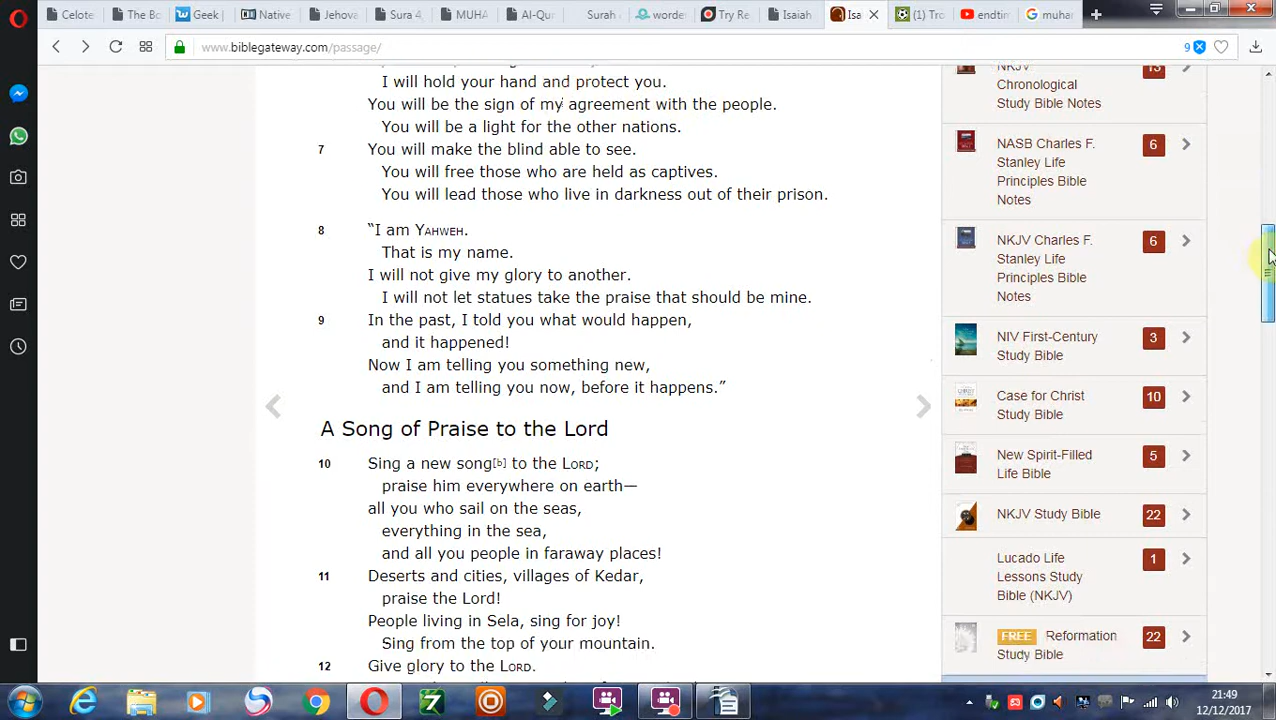 Celote
The Bo
Geek |
Native
Jehova
Sura 4,
MUHA
Al-Qur
Surah
worde
Try Re
Isaiah
Isa
(1) Tro
endtim
muhar
www.biblegateway.com/passage/
9
I will hold your hand and protect you.
You will be the sign of my agreement with the people.
You will be a light for the other nations.
7 You will make the blind able to see.
You will free those who are held as captives.
You will lead those who live in darkness out of their prison.
8 “I am YAHWEH.
That is my name.
I will not give my glory to another.
I will not let statues take the praise that should be mine.
9 In the past, I told you what would happen,
and it happened!
Now I am telling you something new,
and I am telling you now, before it happens.”
A Song of Praise to the Lord
10 Sing a new song[b] to the LORD;
praise him everywhere on earth—
all you who sail on the seas,
everything in the sea,
and all you people in faraway places!
11 Deserts and cities, villages of Kedar,
praise the Lord!
People living in Sela, sing for joy!
Sing from the top of your mountain.
12 Give glory to the LORD.
NKJV 13
Chronological
Study Bible Notes
NASB Charles F. 6
Stanley Life
Principles Bible
Notes
NKJV Charles F. 6
Stanley Life
Principles Bible
Notes
NIV First-Century 3
Study Bible
Case for Christ 10
Study Bible
New Spirit-Filled 5
Life Bible
NKJV Study Bible 22
Lucado Life 1
Lessons Study
Bible (NKJV)
FREE Reformation 22
Study Bible
21:49
12/12/2017